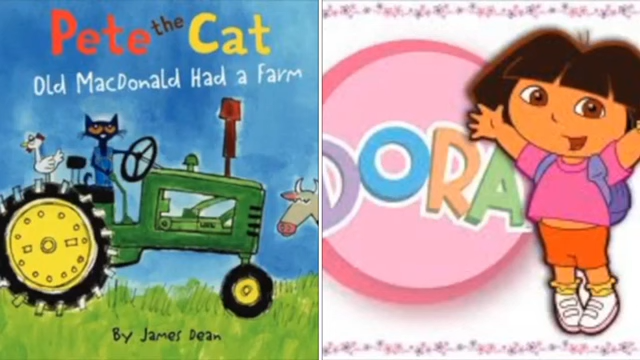 Pete the Cat
Old MacDonald Had a Farm
By James Dean
DORA